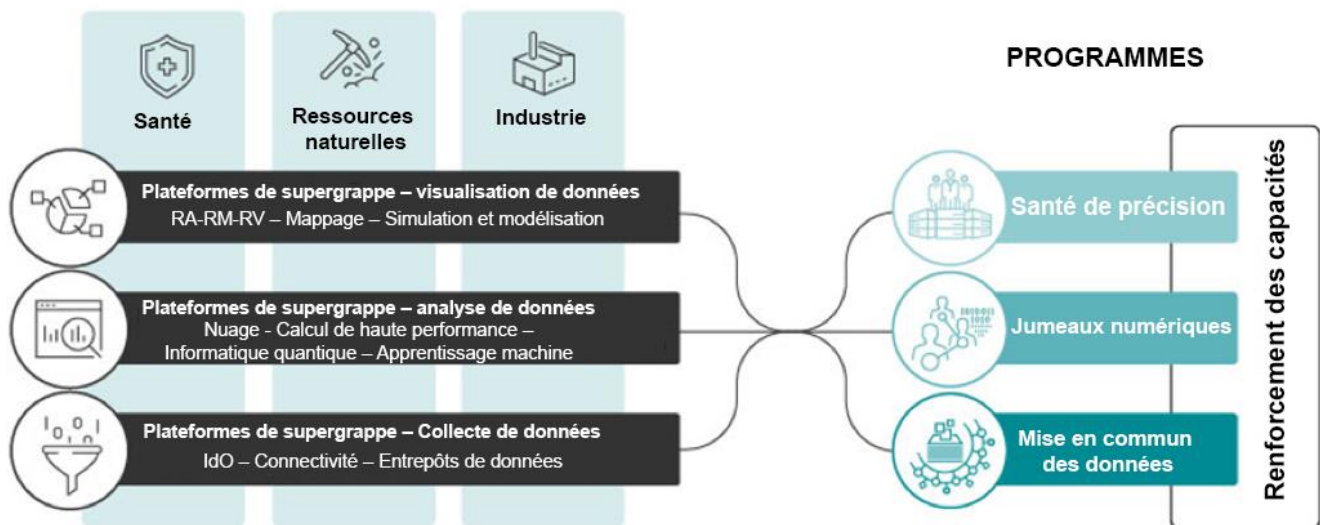 Santé
Ressources
naturelles
Industrie
PROGRAMMES
Plateformes de supergrappe – visualisation de données
RA-RM-RV – Mappage – Simulation et modélisation
Plateformes de supergrappe – analyse de données
Nuage - Calcul de haute performance –
Informatique quantique – Apprentissage machine
Plateformes de supergrappe – Collecte de données
IdO – Connectivité – Entrepôts de données
Santé de précision
Jumeaux numériques
Mise en commun
des données
Renforcement des capacités